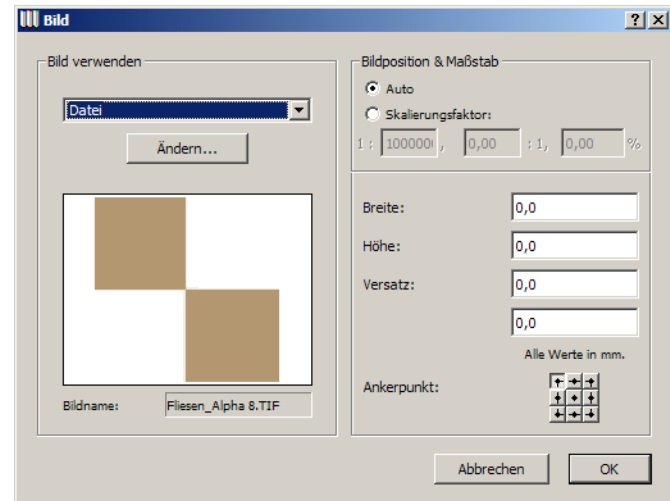 Bild
Bild verwenden
Datei
Ändern...
Bildname:
Fliesen_Alpha 8.TIF
Bildposition & Maßstab
Auto
Skalierungsfaktor:
1 : 100000 , 0,00 : 1, 0,00 %
Breite: 0,0
Höhe: 0,0
Versatz: 0,0
0,0
Alle Werte in mm.
Ankerpunkt:
Abbrechen OK